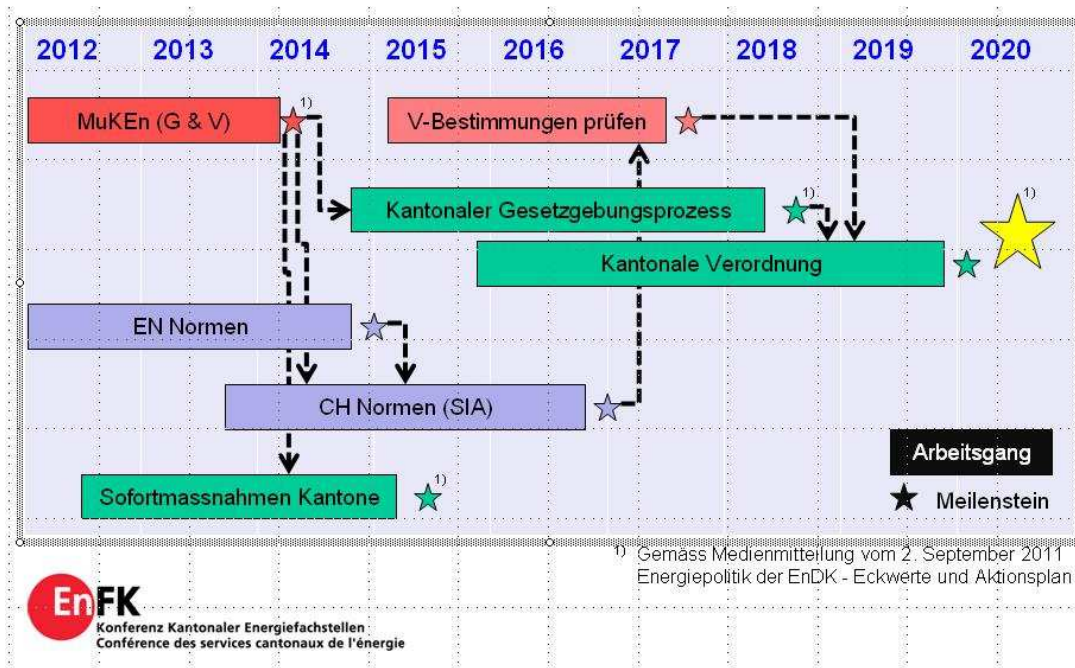 2012 2013 2014 2015 2016 2017 2018 2019 2020
MuKEn (G & V) 1) V-Bestimmungen prüfen
Kantonaler Gesetzgebungsprozess 1) 1)
Kantonale Verordnung
EN Normen
CH Normen (SIA)
Arbeitsgang
Sofortmassnahmen Kantone 1)
Meilenstein
1) Gemäss Medienmitteilung vom 2. September 2011
Energiepolitik der EnDK - Eckwerte und Aktionsplan
EnFK
Konferenz Kantonaler Energiefachstellen
Conférence des services cantonaux de l'énergie